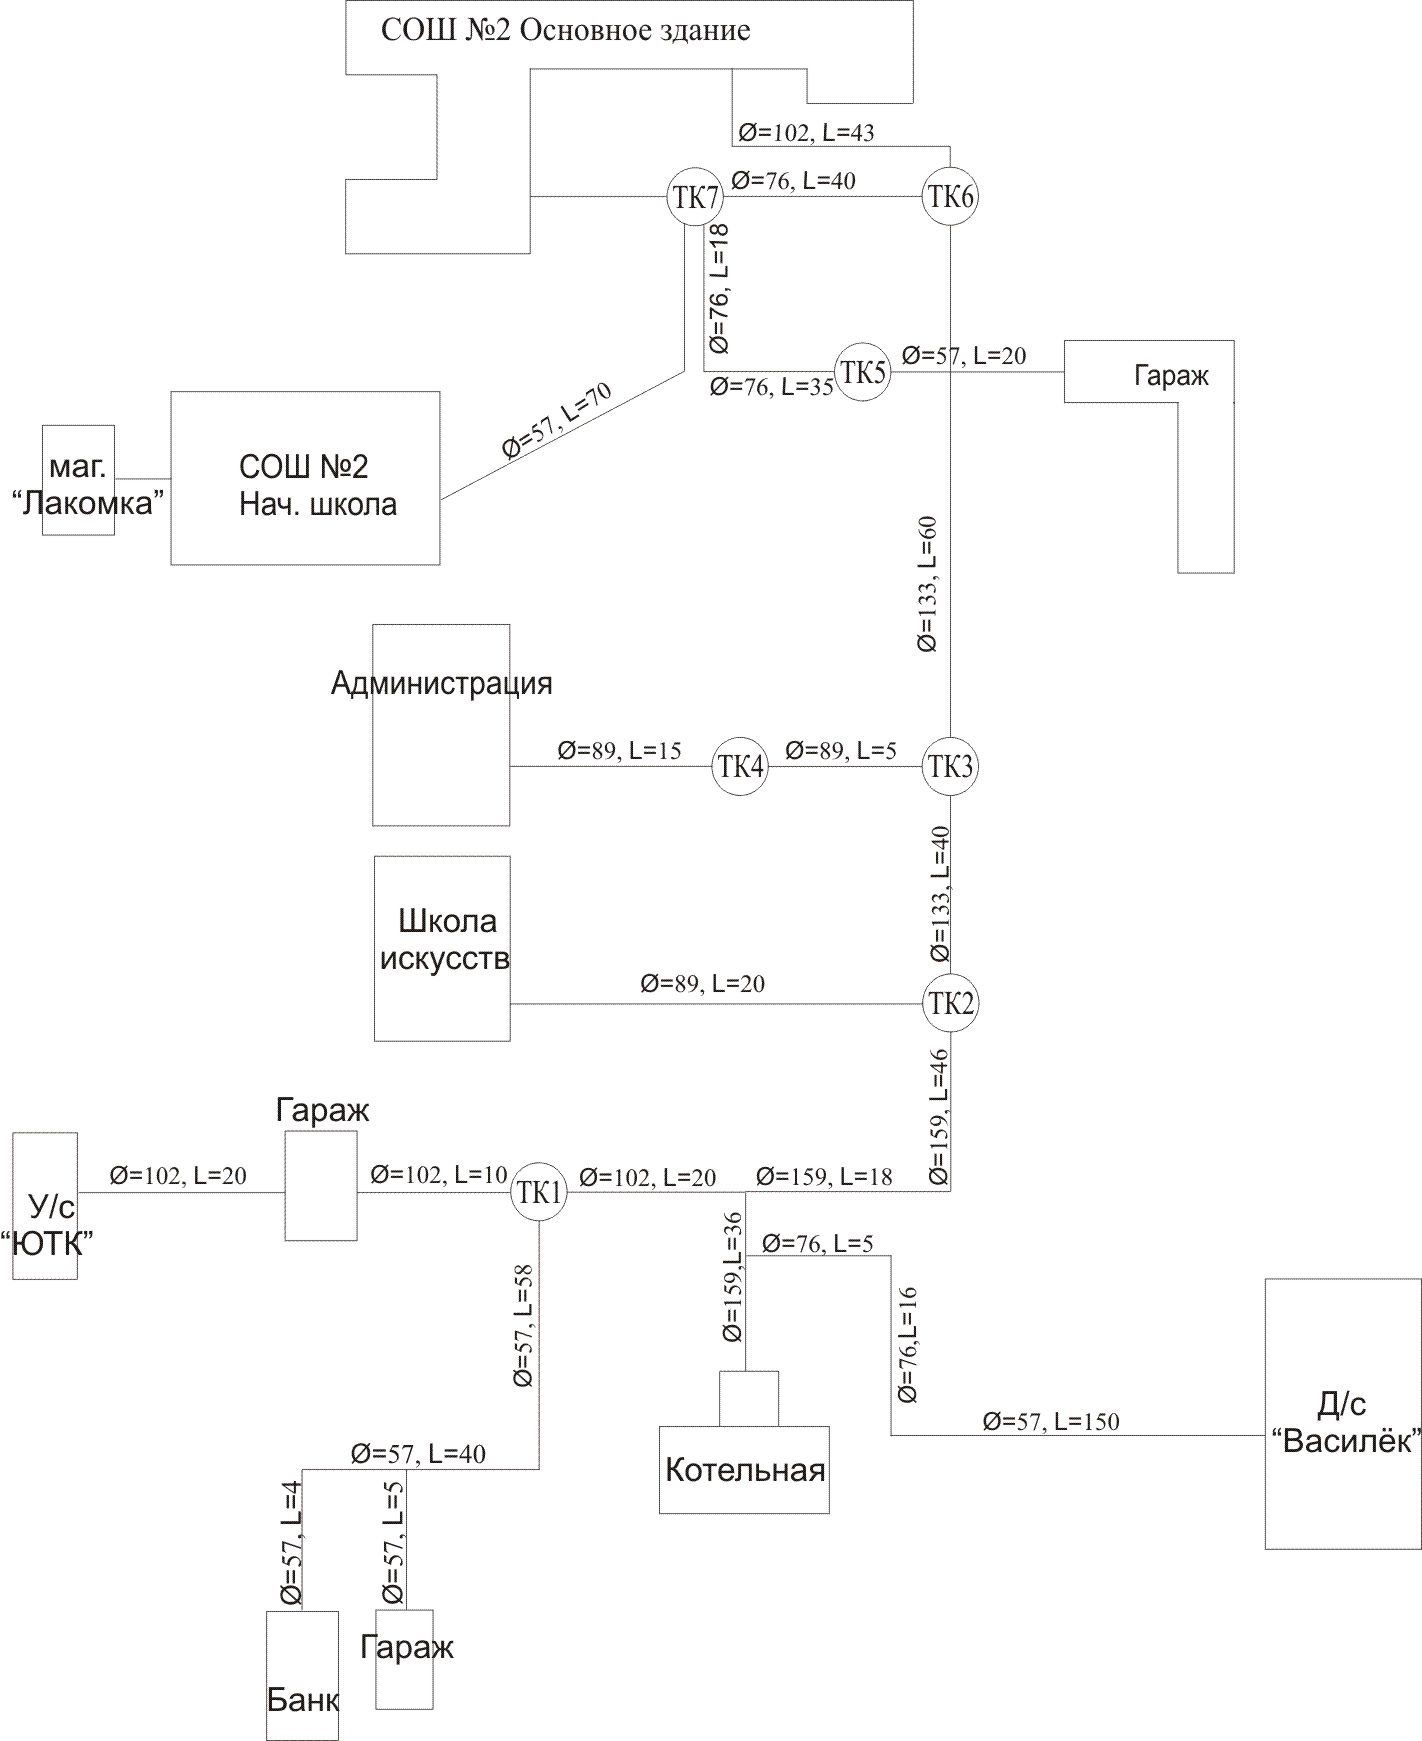 СОШ №2 Основное здание
Ø=102, L=43
ТК7
Ø=76, L=40
ТК6
Ø=76, L=18
Ø=57, L=20
ТК5
Ø=76, L=35
Гараж
Ø=57, L=70
маг.
“Лакомка”
СОШ №2
Нач. школа
Ø=133, L=60
Администрация
Ø=89, L=15
ТК4
Ø=89, L=5
ТК3
Ø=133, L=40
Школа
искусств
Ø=89, L=20
ТК2
Ø=159, L=46
Гараж
Ø=102, L=20
Ø=102, L=10
ТК1
Ø=102, L=20
Ø=159, L=18
У/с
“ЮТК”
Ø=159,L=36
Ø=76, L=5
Ø=57, L=58
Ø=76,L=16
Д/с
“Василёк”
Ø=57, L=150
Ø=57, L=40
Котельная
Ø=57, L=4
Ø=57, L=5
Гараж
Банк